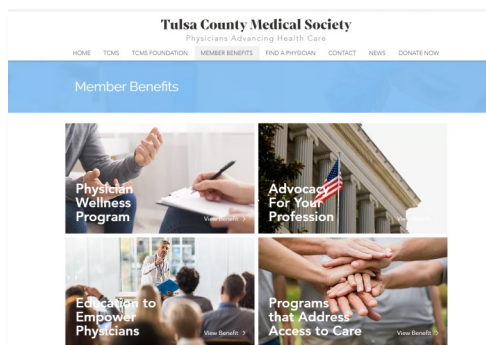 Tulsa County Medical Society
Physicians Advancing Health Care
HOME TCMS TCMS FOUNDATION MEMBER BENEFITS FIND A PHYSICIAN CONTACT NEWS DONATE NOW
Member Benefits
Physician
Wellness
Program
View Benefit >
Advocacy
For Your
Profession
View Benefit >
Education to
Empower
Physicians
View Benefit >
Programs
that Address
Access to Care
View Benefit >